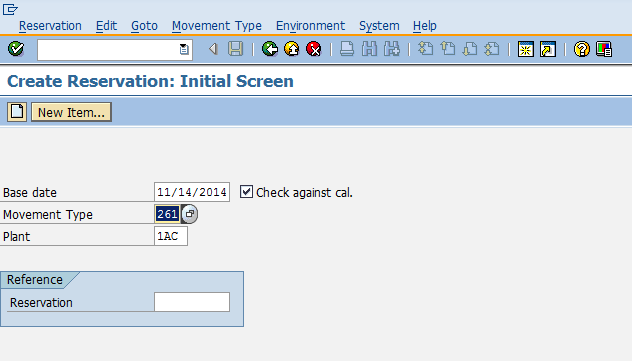 Reservation Edit Goto Movement Type Environment System Help
Create Reservation: Initial Screen
New Item...
Base date 11/14/2014 Check against cal.
Movement Type 261
Plant 1AC
Reference
Reservation